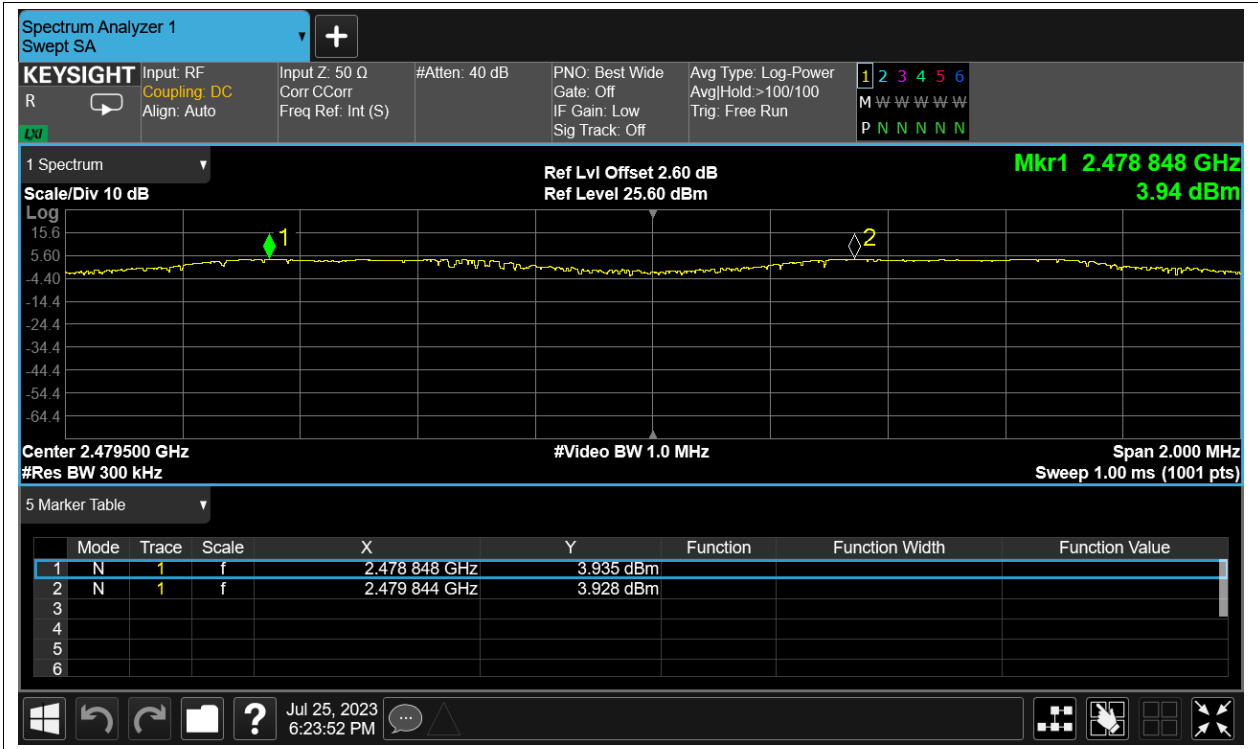 Spectrum Analyzer 1
Swept SA
KEYSIGHT
R
LXI
Input: RF
Coupling: DC
Align: Auto
Input Z: 50 Ω
Corr CCorr
Freq Ref: Int (S)
#Atten: 40 dB
PNO: Best Wide
Gate: Off
IF Gain: Low
Sig Track: Off
Avg Type: Log-Power
Avg|Hold:>100/100
Trig: Free Run
1 2 3 4 5 6
M W W W W W
P N N N N N
1 Spectrum
Scale/Div 10 dB
Ref Lvl Offset 2.60 dB
Ref Level 25.60 dBm
Mkr1 2.478 848 GHz
3.94 dBm
Log
15.6
5.60
-4.40
-14.4
-24.4
-34.4
-44.4
-54.4
-64.4
1
2
Center 2.479500 GHz
#Res BW 300 kHz
#Video BW 1.0 MHz
Span 2.000 MHz
Sweep 1.00 ms (1001 pts)
5 Marker Table
Mode Trace Scale X Y Function Function Width Function Value
1 N 1 f 2.478 848 GHz 3.935 dBm
2 N 1 f 2.479 844 GHz 3.928 dBm
3
4
5
6
?
Jul 25, 2023
6:23:52 PM